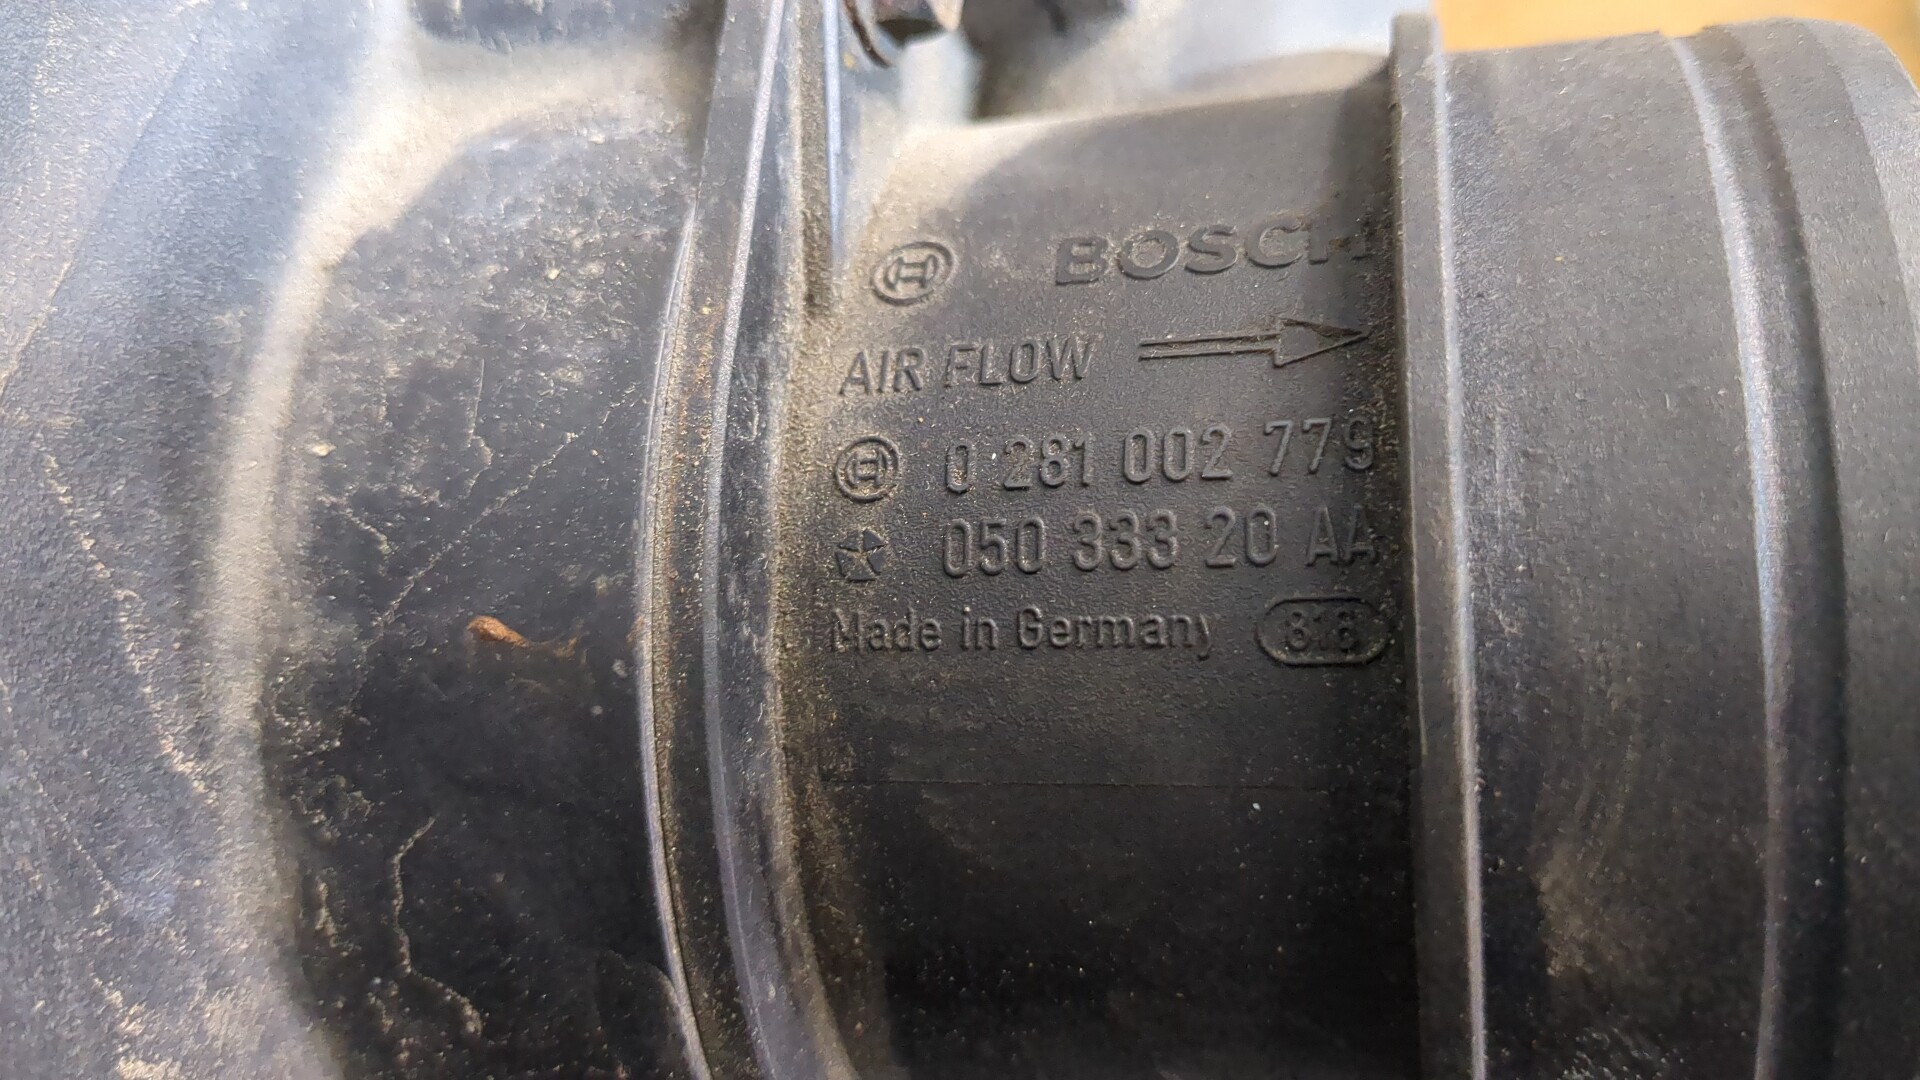 BOSCH
AIR FLOW
0 281 002 779
050 333 20 AA
Made in Germany 816